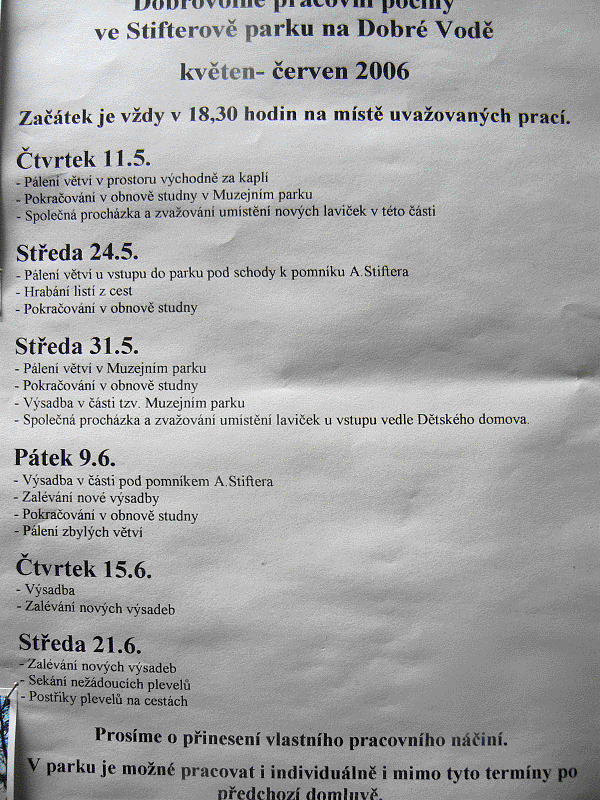 Dobrovolné pracovní počiny
ve Stifterově parku na Dobré Vodě
květen- červen 2006
Začátek je vždy v 18,30 hodin na místě uvažovaných prací.
Čtvrtek 11.5.
- Pálení větví v prostoru východně za kaplí
- Pokračování v obnově studny v Muzejním parku
- Společná procházka a zvažování umístění nových laviček v této části
Středa 24.5.
- Pálení větví u vstupu do parku pod schody k pomníku A.Stiftera
- Hrabání listí z cest
- Pokračování v obnově studny
Středa 31.5.
- Pálení větví v Muzejním parku
- Pokračování v obnově studny
- Výsadba v části tzv. Muzejním parku
- Společná procházka a zvažování umístění laviček u vstupu vedle Dětského domova.
Pátek 9.6.
- Výsadba v části pod pomníkem A.Stiftera
- Zalévání nové výsadby
- Pokračování v obnově studny
- Pálení zbylých větví
Čtvrtek 15.6.
- Výsadba
- Zalévání nových výsadeb
Středa 21.6.
- Zalévání nových výsadeb
- Sekání nežádoucích plevelů
- Postřiky plevelů na cestách
Prosíme o přinesení vlastního pracovního náčiní.
V parku je možné pracovat i individuálně i mimo tyto termíny po
předchozí domluvě.